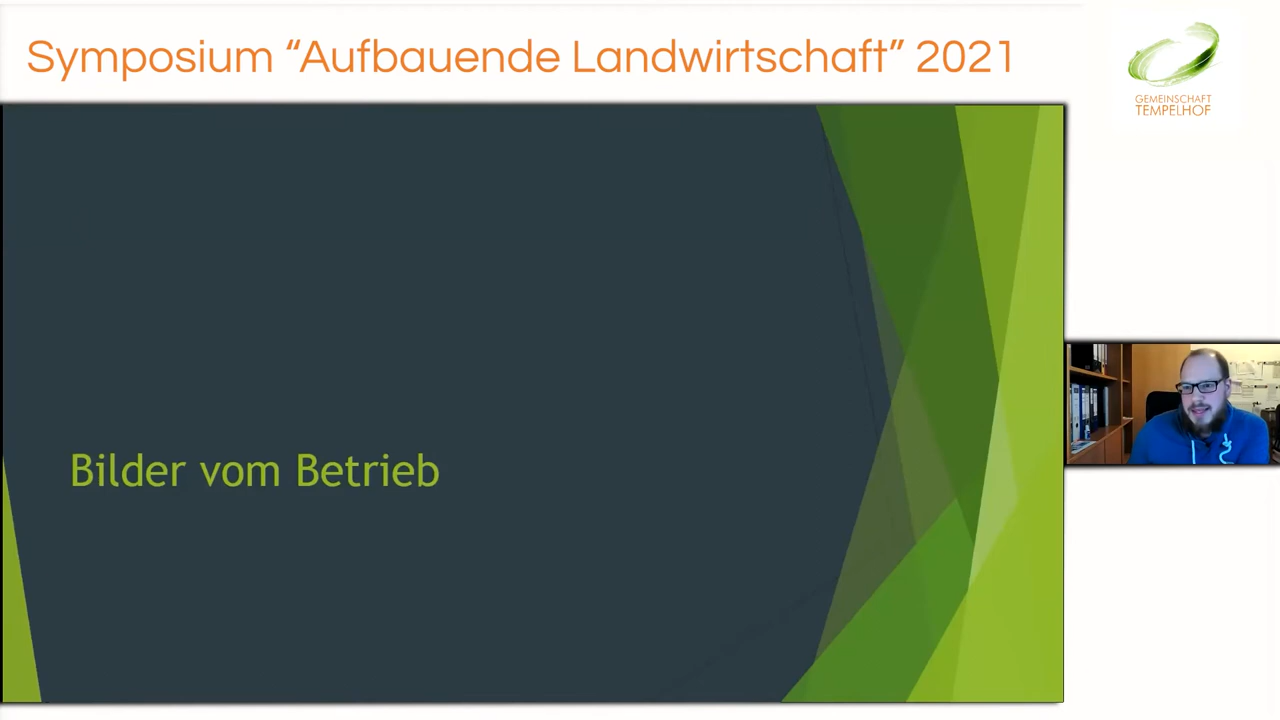 Symposium “Aufbauende Landwirtschaft” 2021
GEMEINSCHAFT
TEMPELHOF
Bilder vom Betrieb